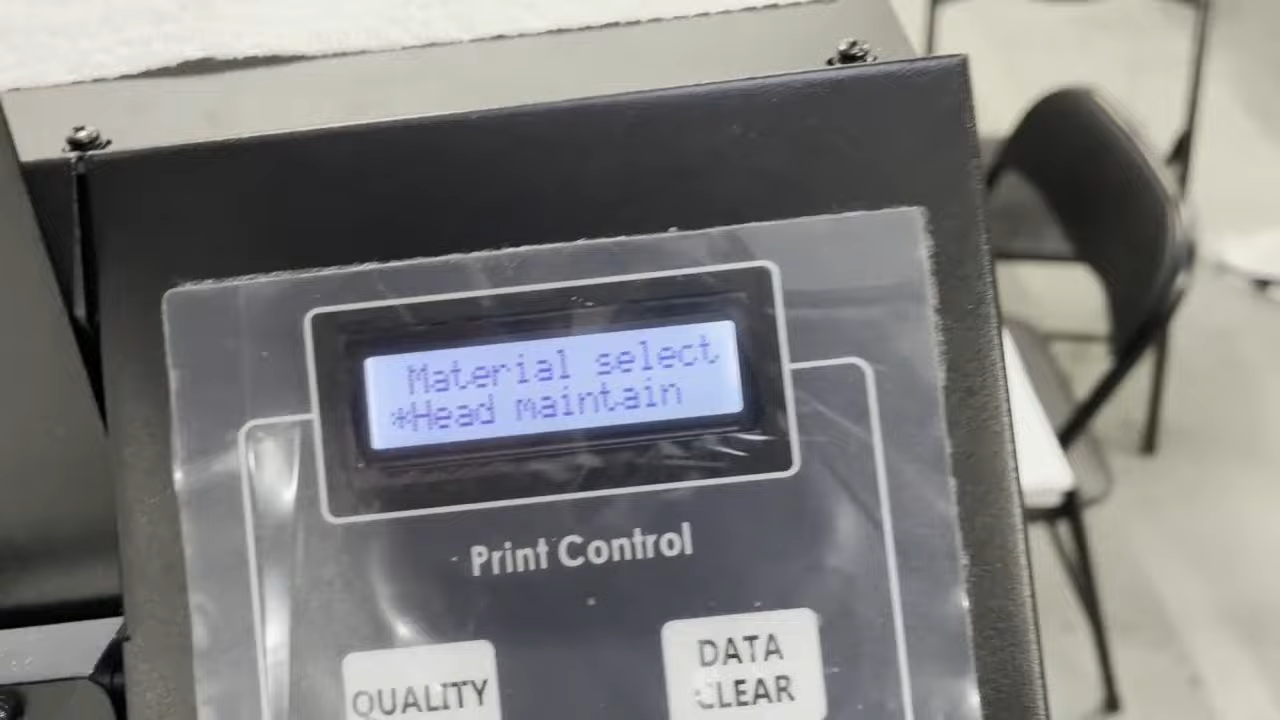 Material select
*Head maintain
Print Control
QUALITY
DATA
CLEAR